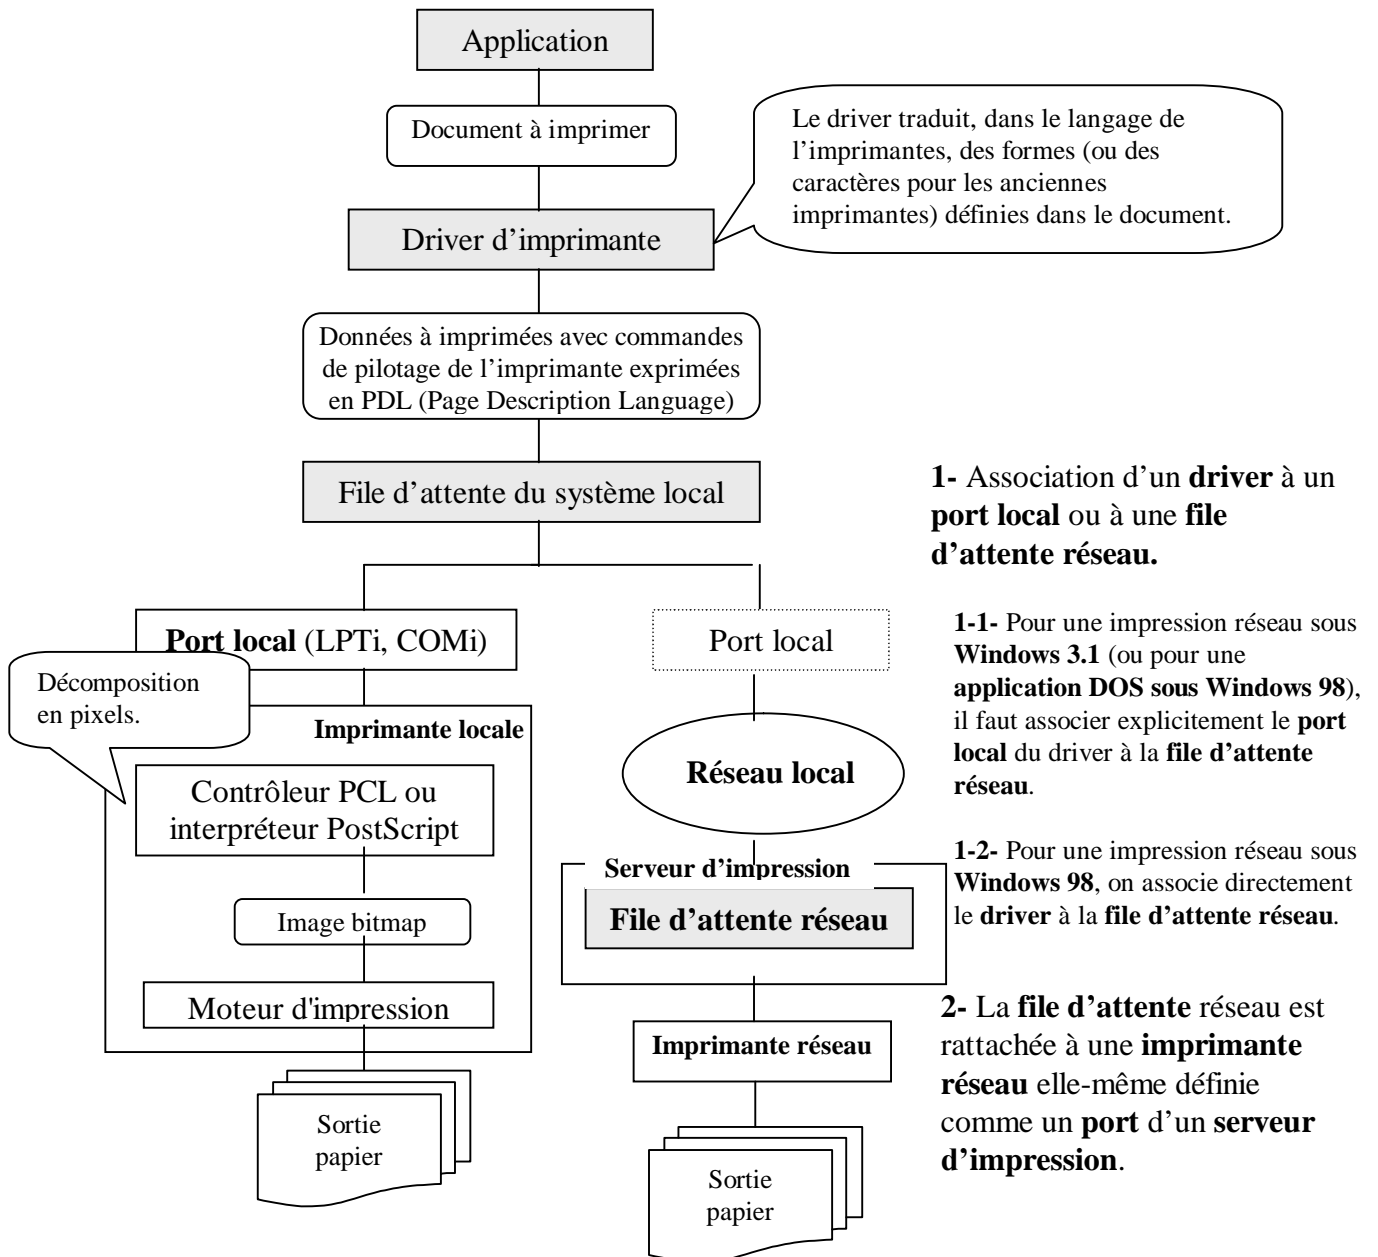 Application
Document à imprimer
Le driver traduit, dans le langage de
l’imprimantes, des formes (ou des
caractères pour les anciennes
imprimantes) définies dans le document.
Driver d’imprimante
Données à imprimées avec commandes
de pilotage de l’imprimante exprimées
en PDL (Page Description Language)
File d’attente du système local
Port local (LPTi, COMi)
Décomposition
en pixels.
Imprimante locale
Contrôleur PCL ou
interpréteur PostScript
Image bitmap
Moteur d'impression
Sortie
papier
Port local
Réseau local
Serveur d’impression
File d’attente réseau
Imprimante réseau
Sortie
papier
1- Association d’un driver à un
port local ou à une file
d’attente réseau.
1-1- Pour une impression réseau sous
Windows 3.1 (ou pour une
application DOS sous Windows 98),
il faut associer explicitement le port
local du driver à la file d’attente
réseau.
1-2- Pour une impression réseau sous
Windows 98, on associe directement
le driver à la file d’attente réseau.
2- La file d’attente réseau est
rattachée à une imprimante
réseau elle-même définie
comme un port d’un serveur
d’impression.